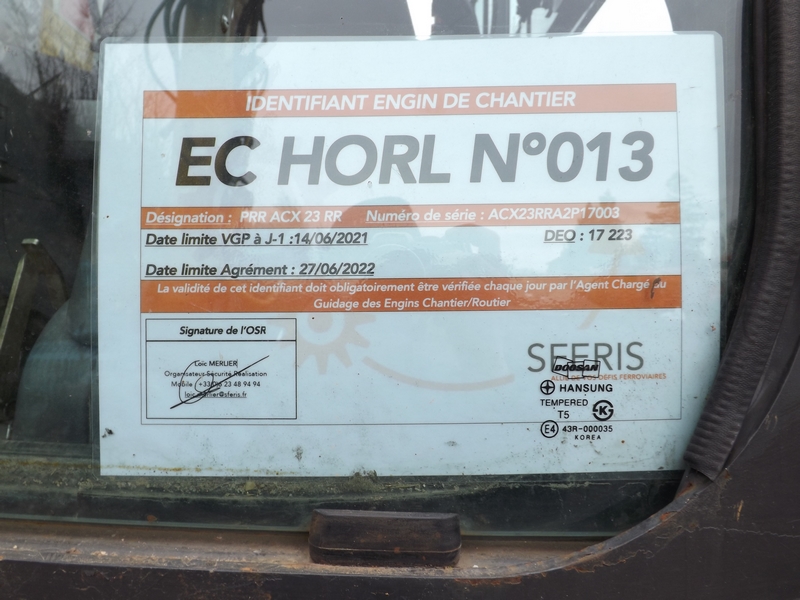 IDENTIFIANT ENGIN DE CHANTIER
EC HORL N°013
Désignation : PRR ACX 23 RR Numéro de série : ACX23RRA2P17003
Date limite VGP à J-1 :14/06/2021 DEQ : 17 223
Date limite Agrément : 27/06/2022
La validité de cet identifiant doit obligatoirement être vérifiée chaque jour par l'Agent Chargé du
Guidage des Engins Chantier/Routier
Signature de l'OSR
Loic MERLIER
Organisateur Sécurité Réalisation
Mobile 23 48 94 94
SFERIS
DOOSAN
FERROVIAIRES
HANSUNG
TEMPERED
T5
E4 43R-000035
KOREA